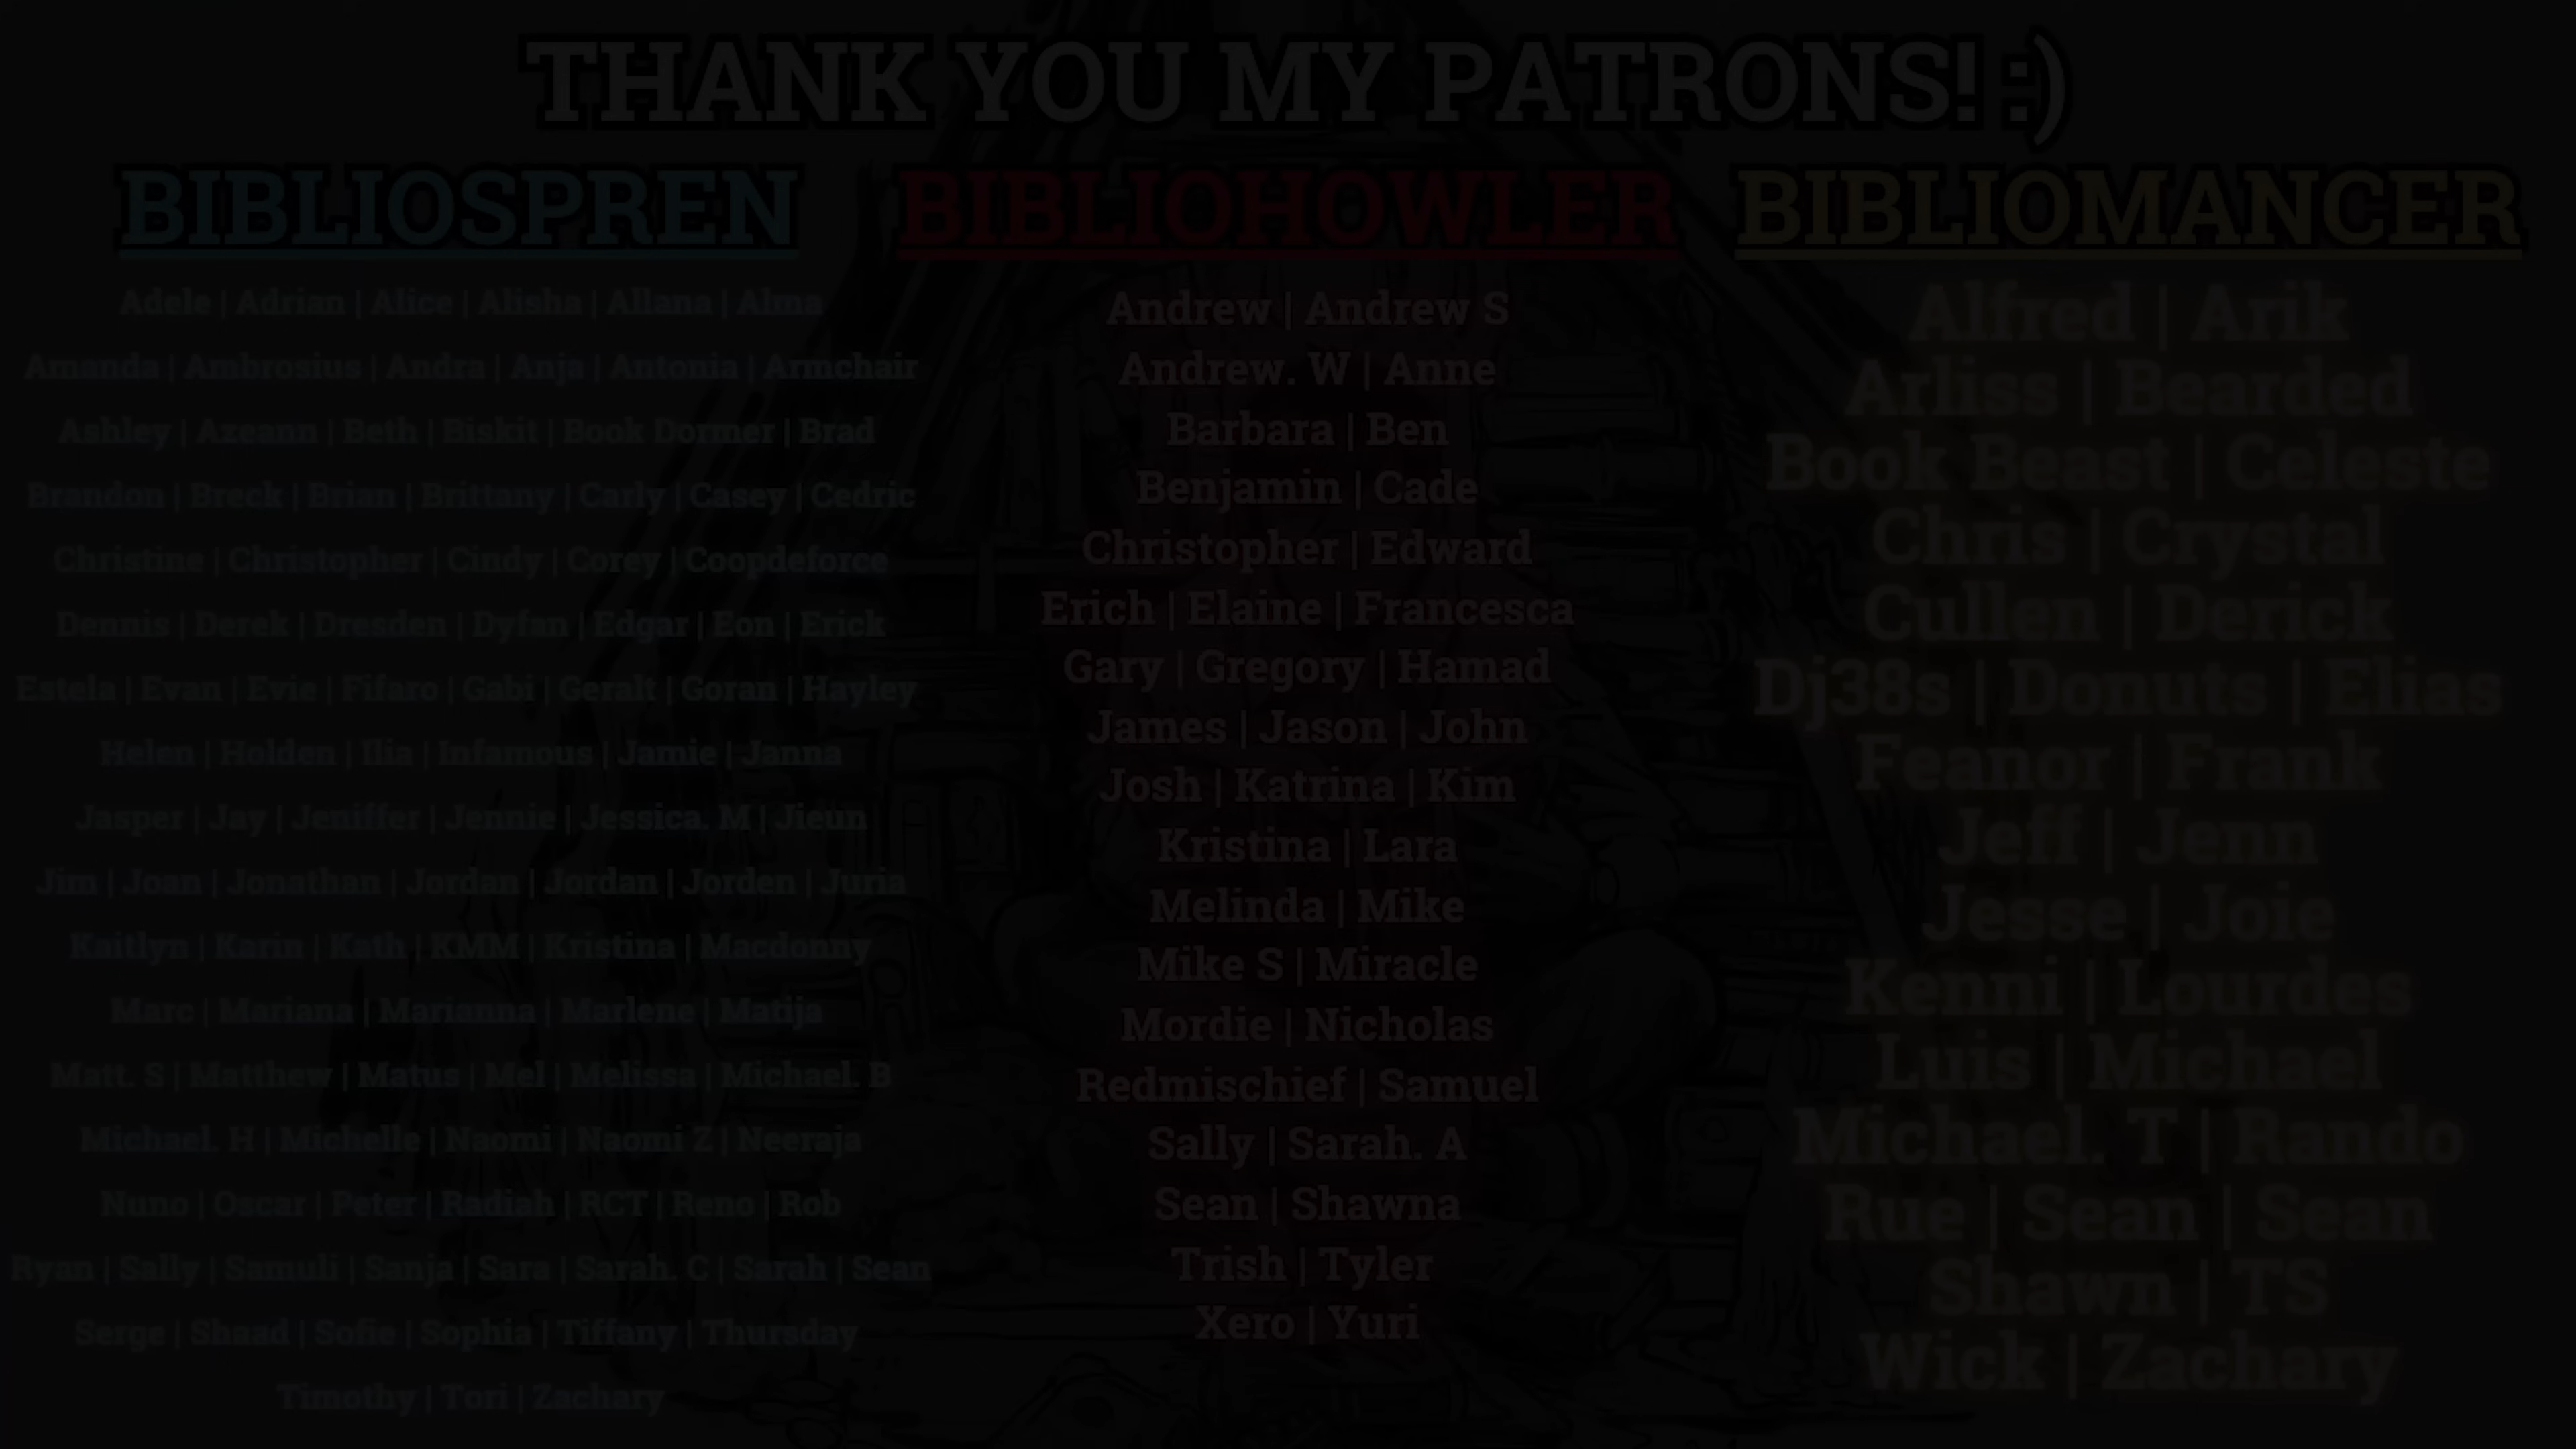 THANK YOU MY PATRONS! :)
BIBLIOSPREN
Adele | Adrian | Alice | Alisha | Allana | Alma
Amanda | Ambrosius | Andra | Anja | Antonia | Armchair
Ashley | Axeann | Beth | Biskit | Book Dormer | Brad
Brandon | Breck | Brian | Brittany | Carly | Casey | Cedric
Christine | Christopher | Cindy | Corey | Coopdeforce
Dennis | Derek | Dresden | Dyfan | Edgar | Eon | Erick
Estela | Evan | Evie | Fifaro | Gabi | Geralt | Goran | Hayley
Helen | Holden | Ilia | Infamous | Jamie | Janna
Jasper | Jay | Jeniffer | Jennie | Jessica. M | Jieun
Jim | Joan | Jonathan | Jordan | Jordan | Jorden | Juria
Kaitlyn | Karin | Kath | KMM | Kristina | Macdonny
Marc | Mariana | Marianna | Marlene | Matija
Matt. S | Matthew | Matus | Mel | Melissa | Michael. B
Michael. H | Michelle | Naomi | Naomi Z | Neeraja
Nuno | Oscar | Peter | Radiah | RCT | Reno | Rob
Ryan | Sally | Samuli | Sanja | Sara | Sarah. C | Sarah | Sean
Serge | Shaad | Sofie | Sophia | Tiffany | Thursday
Timothy | Tori | Zachary
BIBLIOHOWLER
Andrew | Andrew S
Andrew. W | Anne
Barbara | Ben
Benjamin | Cade
Christopher | Edward
Erich | Elaine | Francesca
Gary | Gregory | Hamad
James | Jason | John
Josh | Katrina | Kim
Kristina | Lara
Melinda | Mike
Mike S | Miracle
Mordie | Nicholas
Redmischief | Samuel
Sally | Sarah. A
Sean | Shawna
Trish | Tyler
Xero | Yuri
BIBLIOMANCER
Alfred | Arik
Arliss | Bearded
Book Beast | Celeste
Chris | Crystal
Cullen | Derick
Dj38s | Donuts | Elias
Feanor | Frank
Jeff | Jenn
Jesse | Joie
Kenni | Lourdes
Luis | Michael
Michael. T | Rando
Rue | Sean | Sean
Shawn | TS
Wick | Zachary